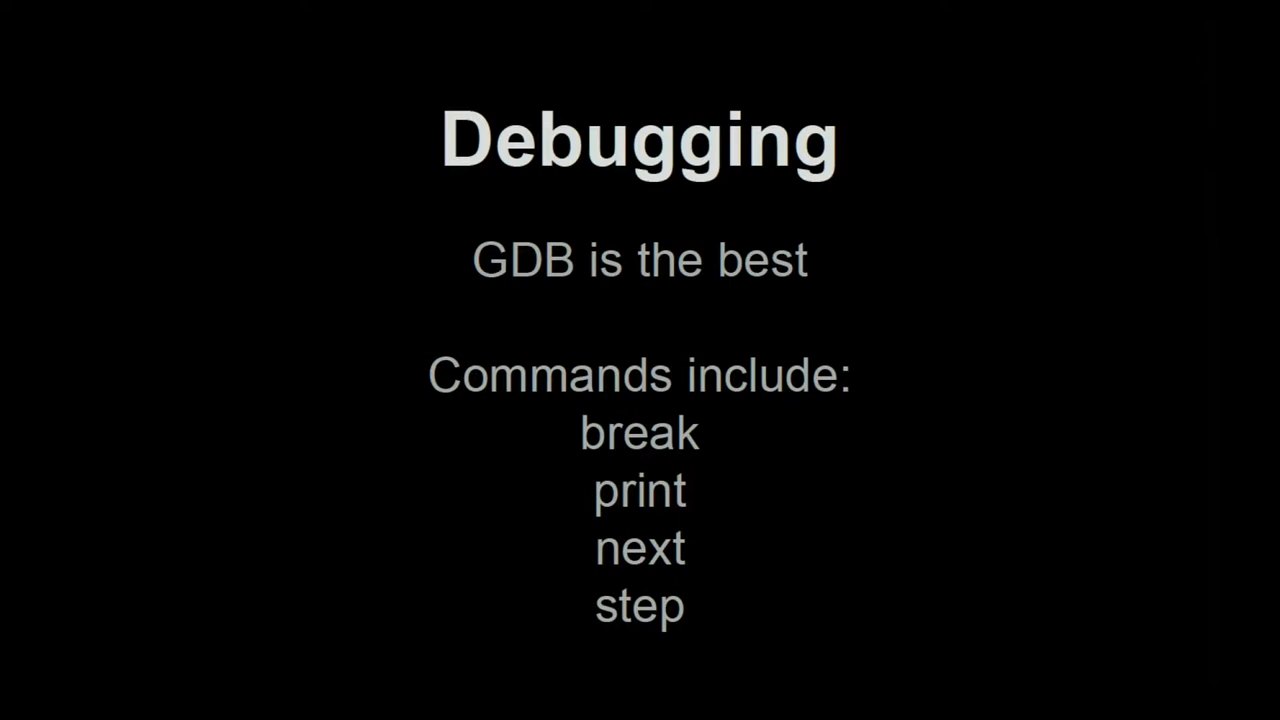 Debugging
GDB is the best
Commands include:
break
print
next
step